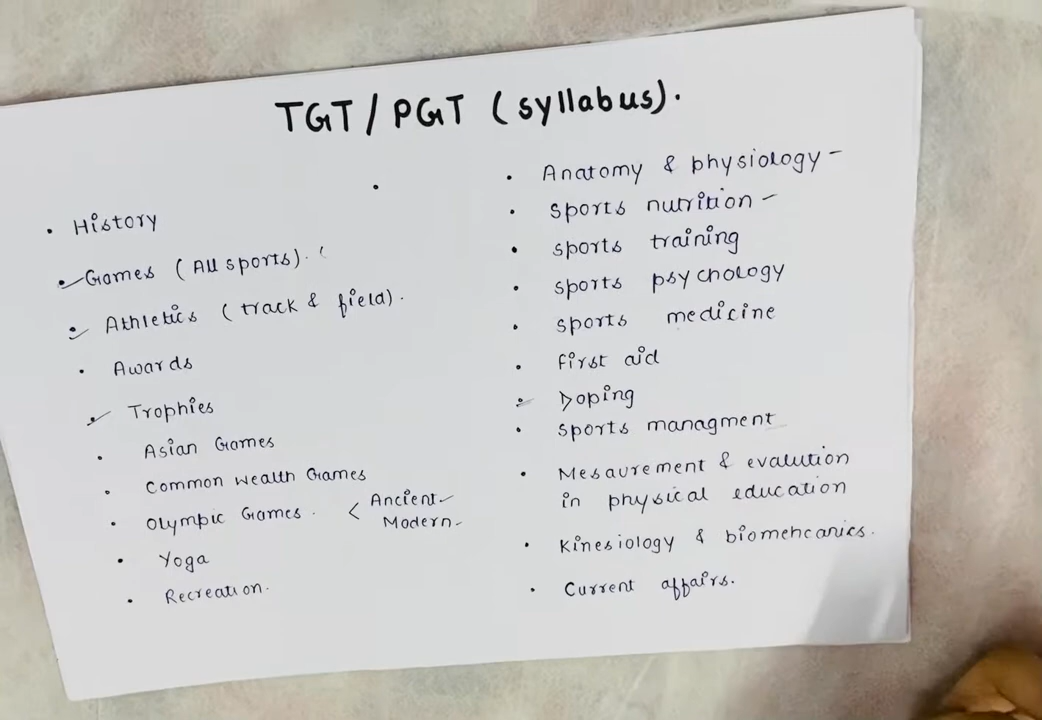 TGT / PGT (syllabus).
• History
• Games (All sports). (
• Athletics (track & field).
• Awards
• Trophies
• Asian Games
• Common wealth Games
• Olympic Games. < Ancient-
Modern-
• Yoga
• Recreation.
• Anatomy & physiology -
• sports nutrition -
• sports training
• sports psychology
• sports medicine
• first aid
• Doping
• sports managment
• Mesaurement & evalution
in physical education
• Kinesiology & biomehcanics.
• Current affairs.